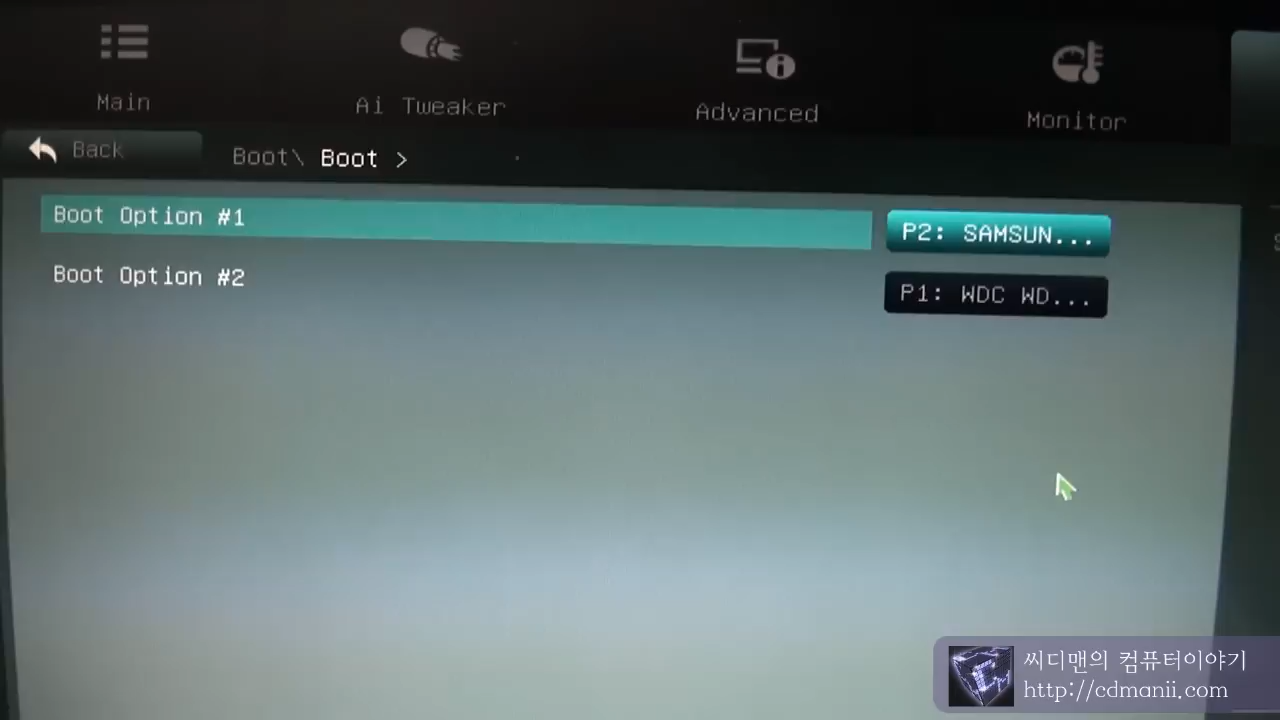 Main
Ai Tweaker
Advanced
Monitor
Back
Boot\ Boot >
Boot Option #1
P2: SAMSUN...
Boot Option #2
P1: WDC WD...
씨디맨의 컴퓨터이야기
http://cdmanii.com